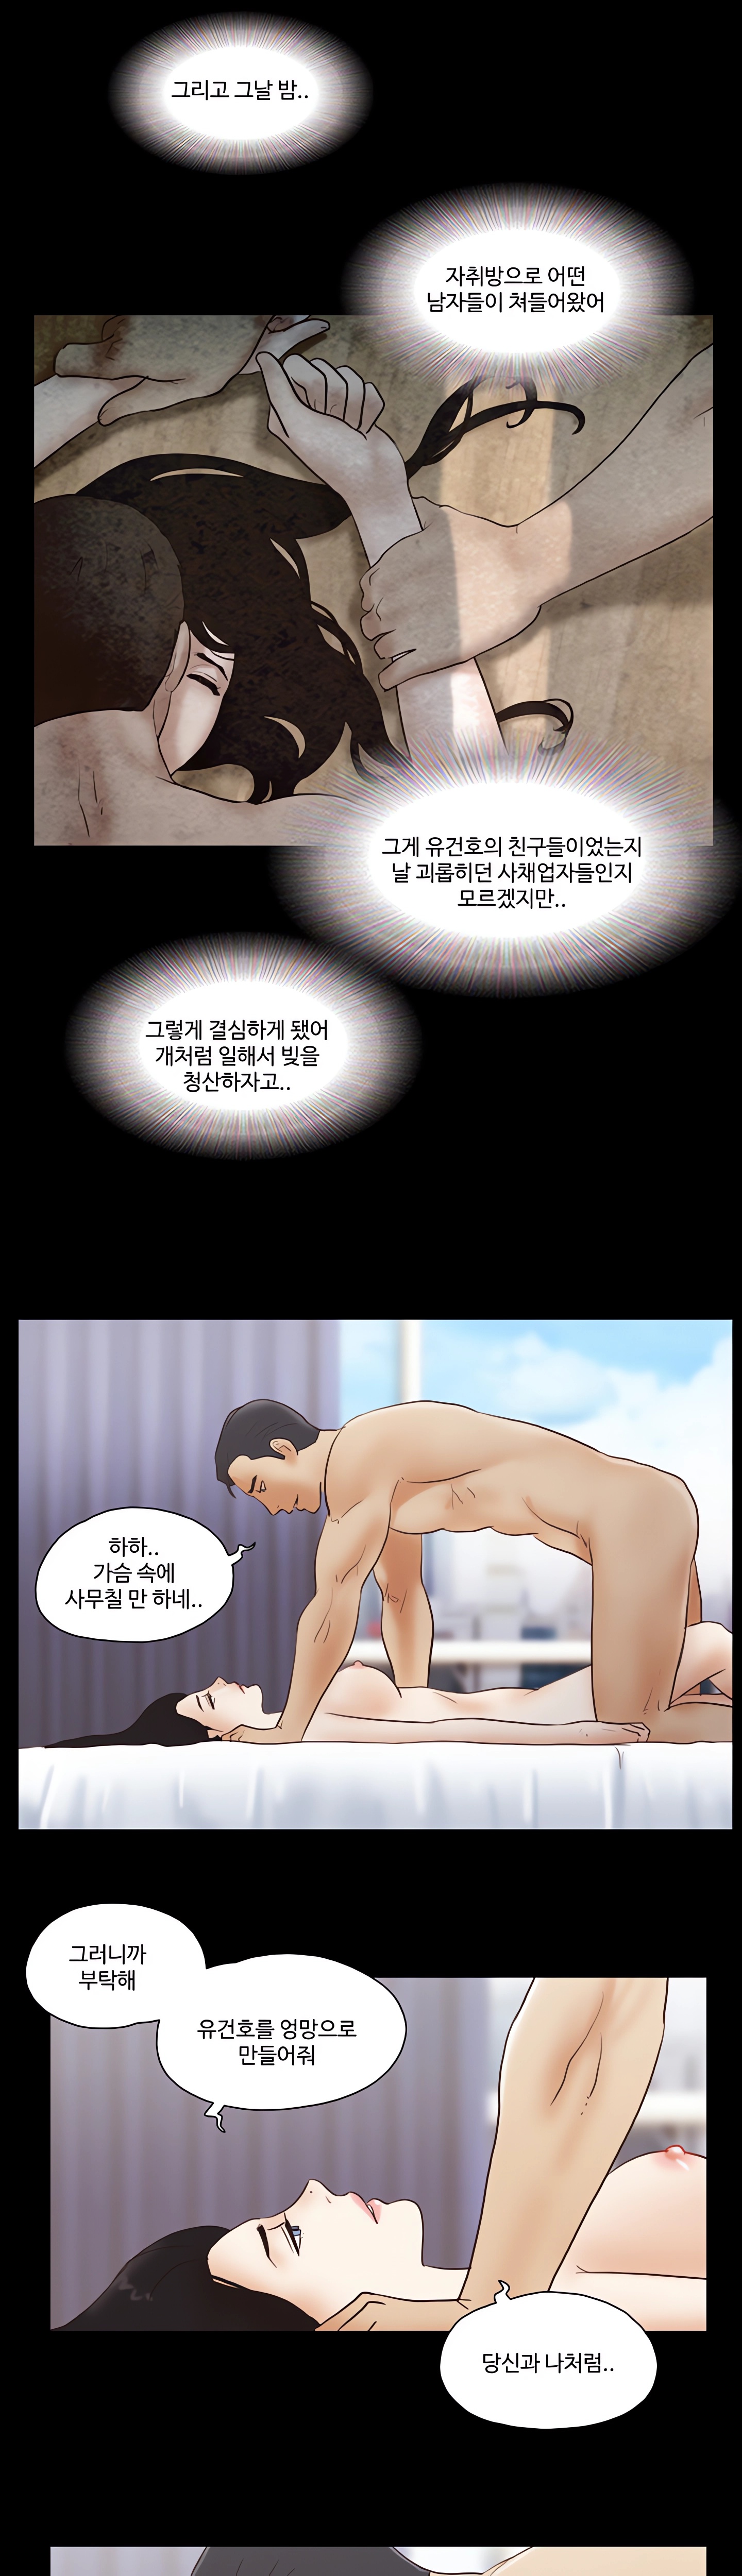 그리고 그날 밤..
자취방으로 어떤
남자들이 쳐들어왔어
그게 유건호의 친구들이었는지
날 괴롭히던 사채업자들인지
모르겠지만..
그렇게 결심하게 됐어
개처럼 일해서 빚을
청산하자고..
하하..
가슴 속에
사무칠 만 하네..
그러니까
부탁해
유건호를 엉망으로
만들어줘
당신과 나처럼..